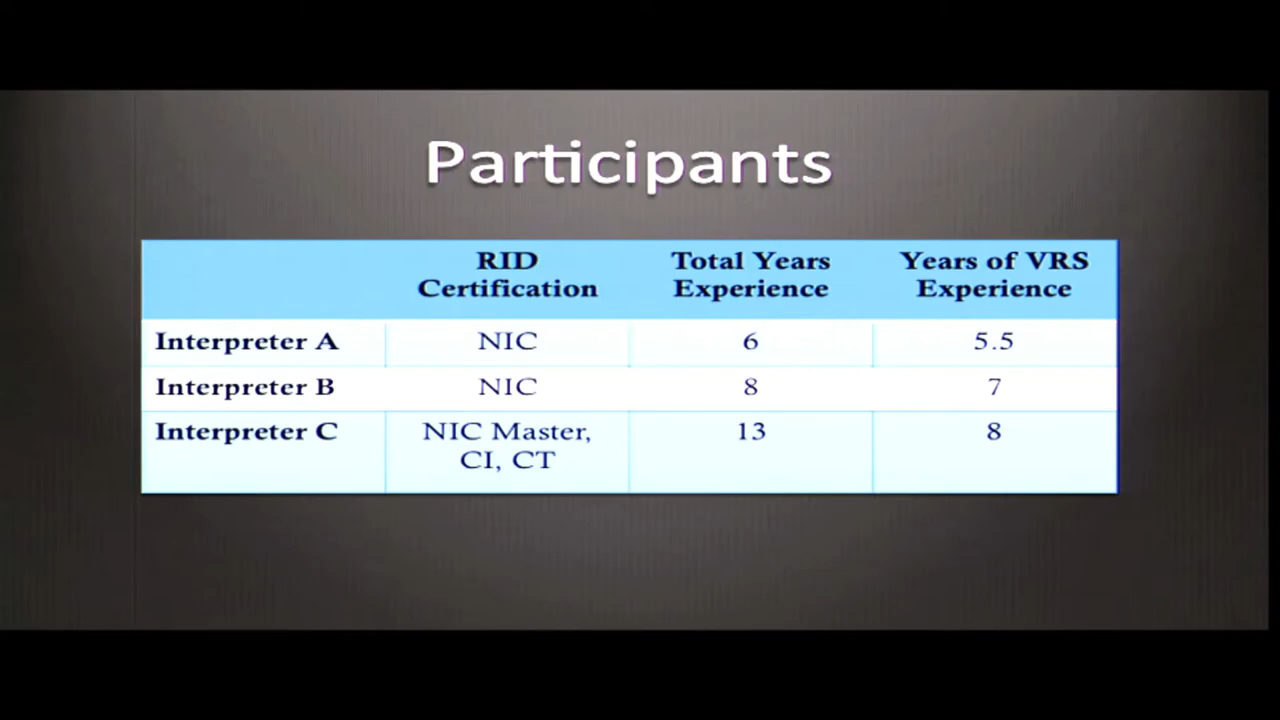 Participants
RID Total Years Years of VRS
Certification Experience Experience
Interpreter A NIC 6 5.5
Interpreter B NIC 8 7
Interpreter C NIC Master, 13 8
CI, CT